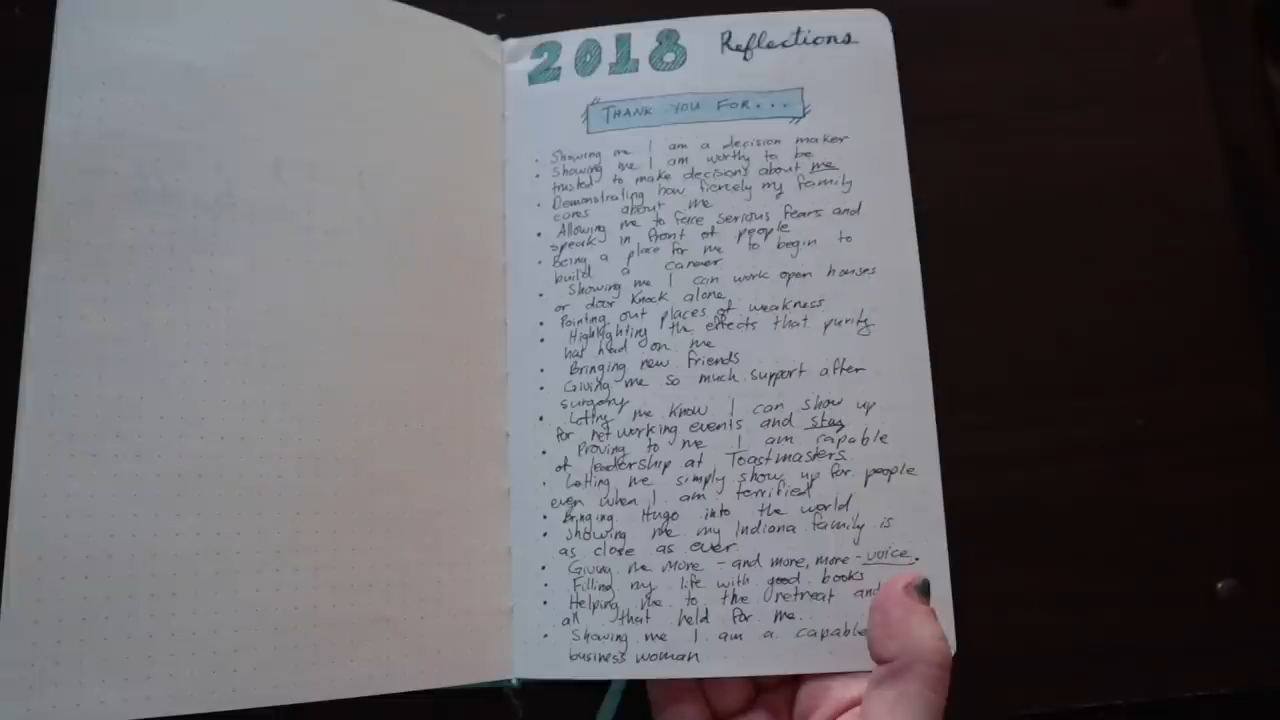 2018 Reflections
THANK YOU FOR...
• Showing me I am a decision maker
• Showing me I am worthy to be
trusted to make decisions about me
• Demonstrating how fiercely my family
cares about me
• Allowing me to face serious fears and
speak in front of people
• Being a place for me to begin to
build a career
• Showing me I can work open houses
or door knock alone
• Pointing out places of weakness
• Highlighting the effects that purity
has had on me
• Bringing new friends
• Giving me so much support after
surgery
• Letting me know I can show up
for networking events and stay
• Proving to me I am capable
of leadership at Toastmasters
• Letting me simply show up for people
even when I am terrified
• Bringing Hugo into the world
• Showing me my Indiana family is
as close as ever
• Giving me more - and more, more - voice.
• Filling my life with good books
• Helping me to the retreat and
all that held for me.
• Showing me I am a capable
business woman